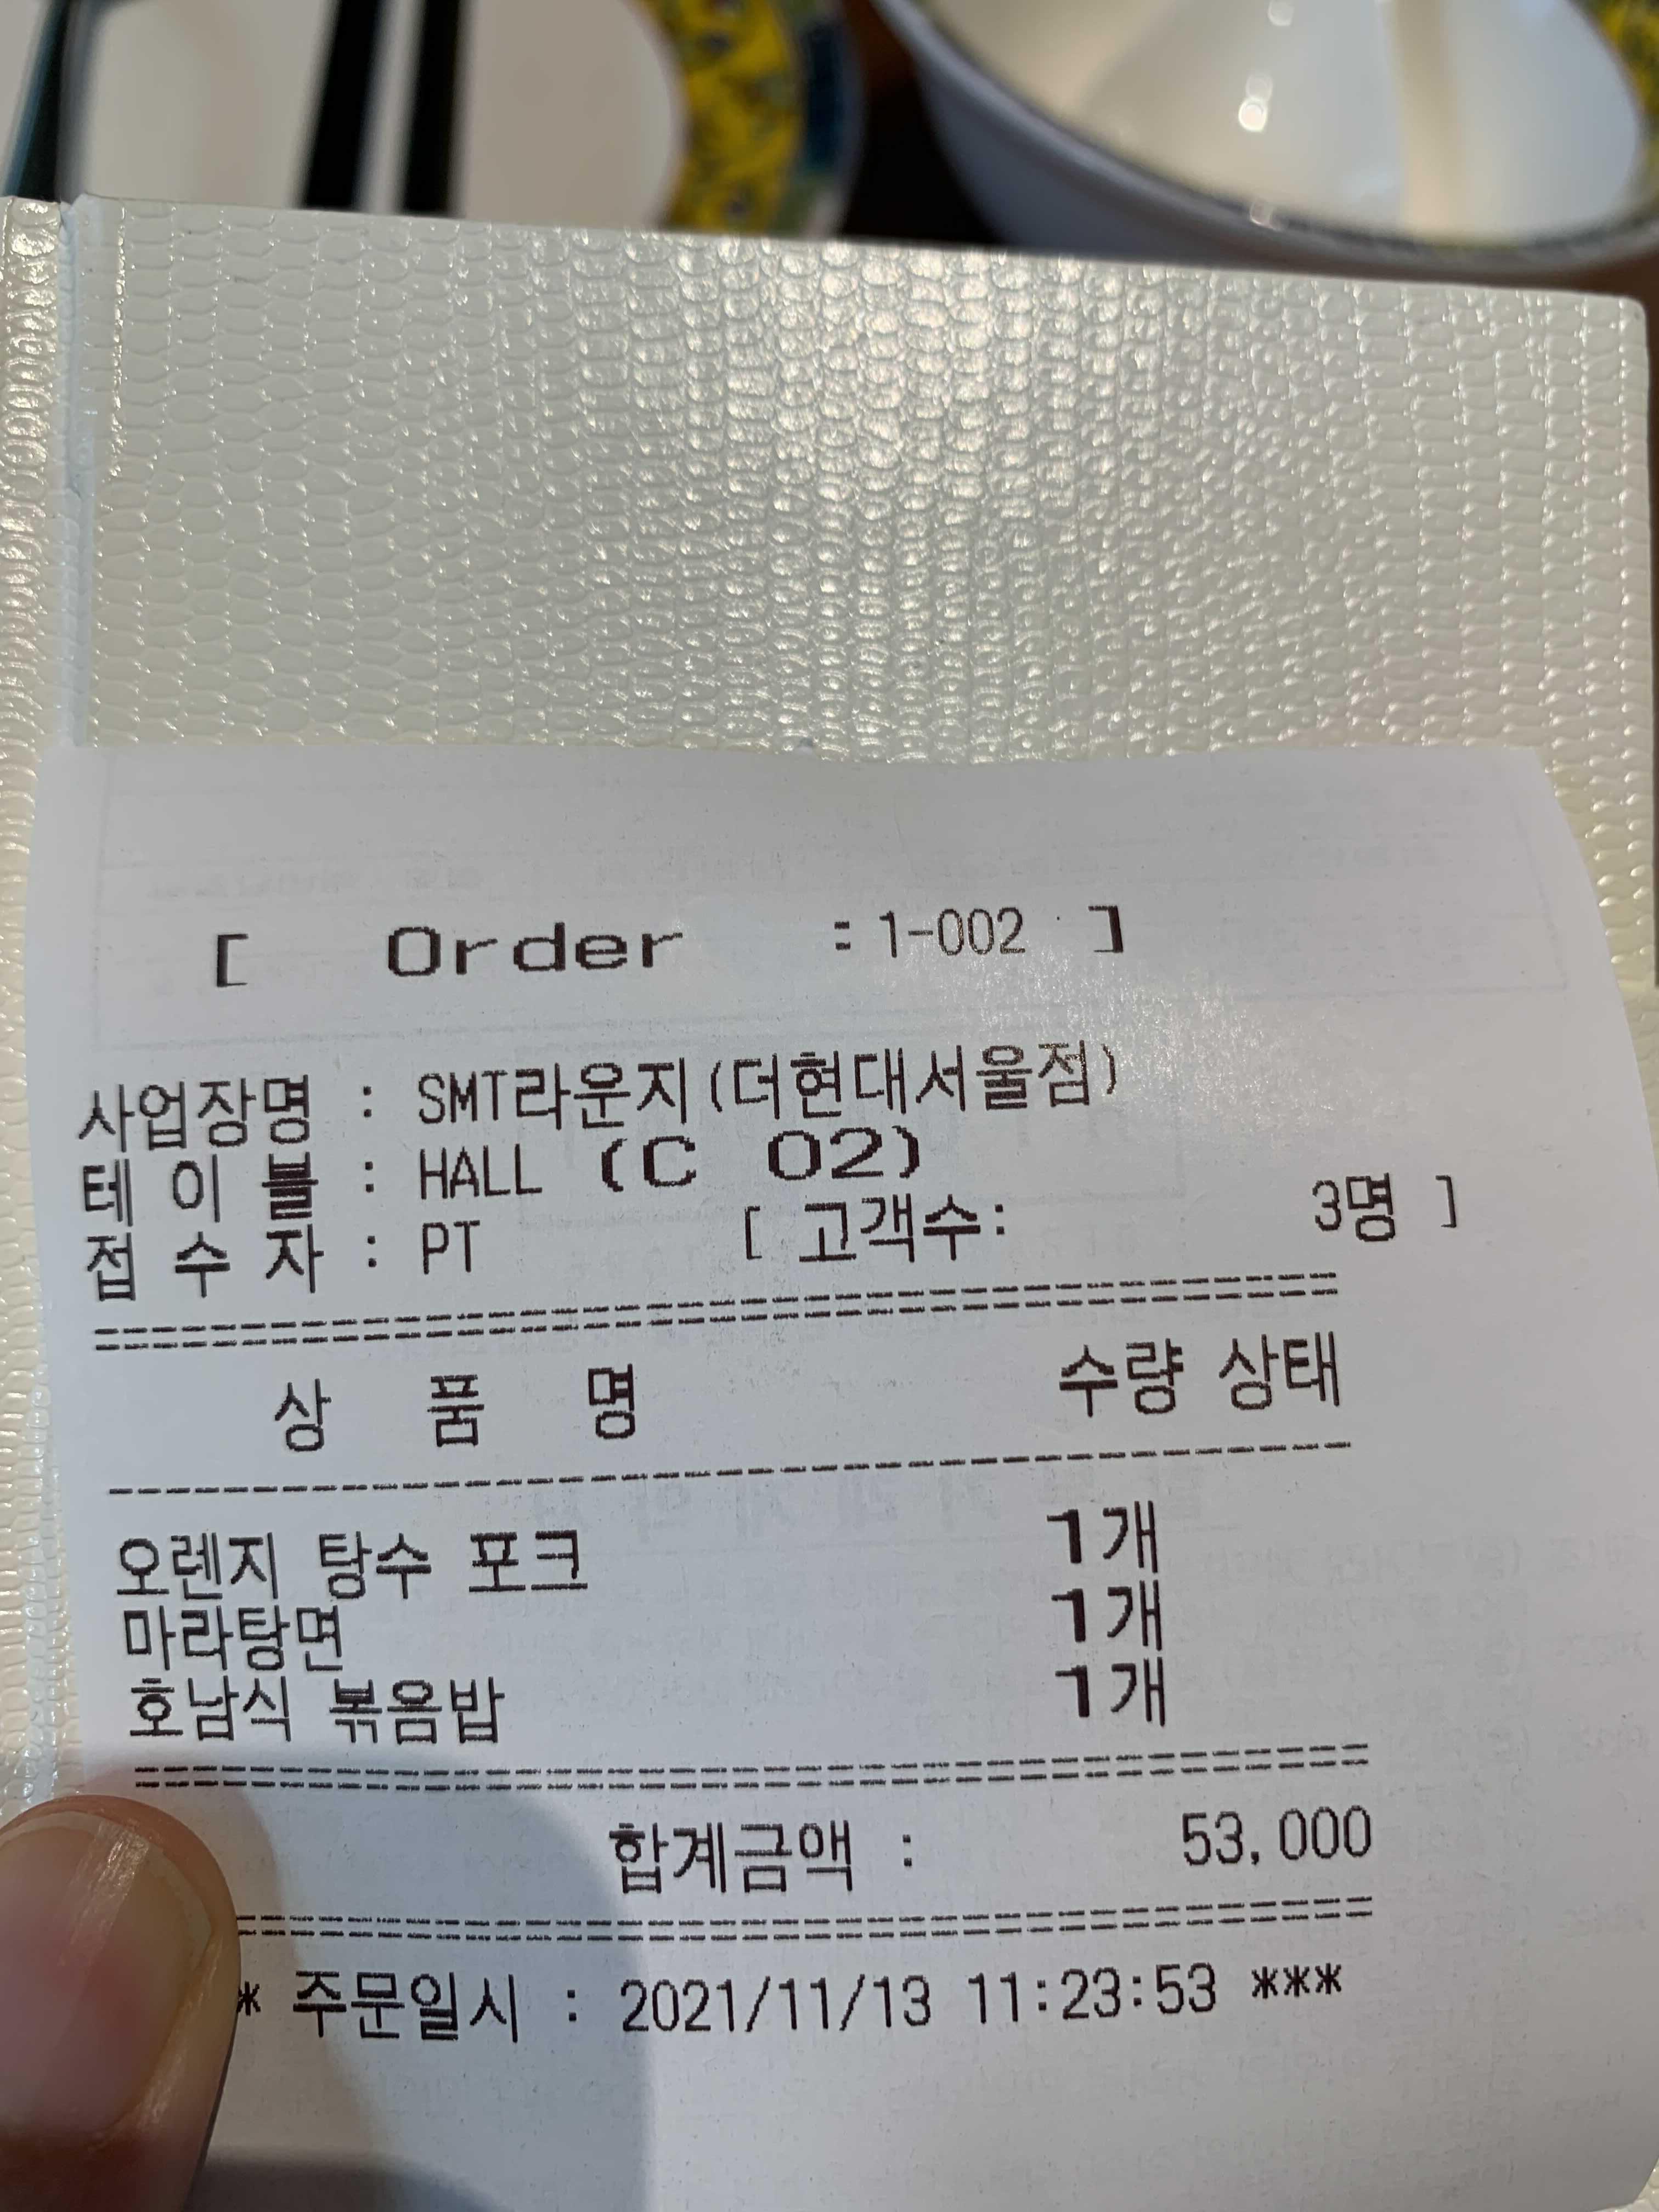 [ Order : 1-002 ]
사업장명 : SMT라운지(더현대서울점)
테 이 블 : HALL (C 02)
접 수 자 : PT [ 고객수: 3명 ]
상 품 명 수량 상태
오렌지 탕수 포크 1개
마라탕면 1개
호남식 볶음밥 1개
합계금액 : 53,000
* 주문일시 : 2021/11/13 11:23:53 ***